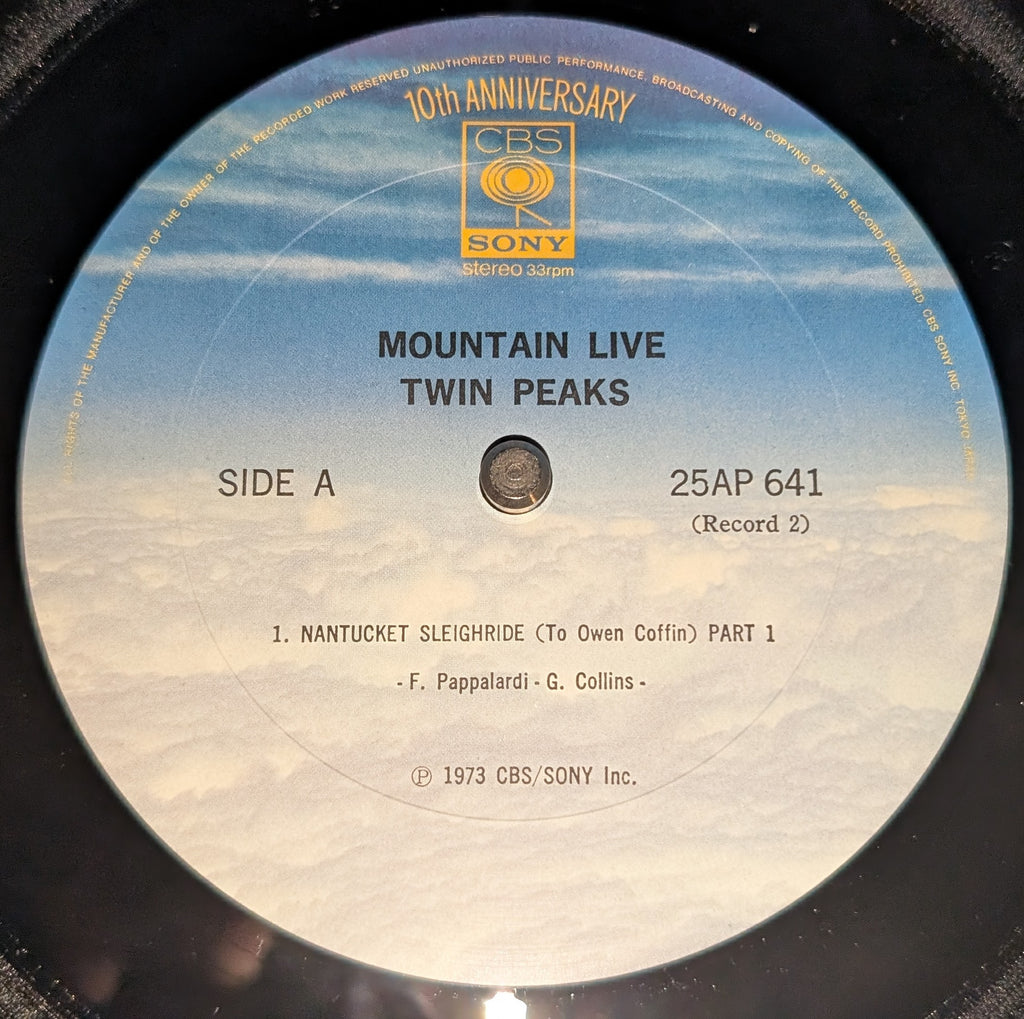 ALL RIGHTS OF THE MANUFACTURER AND OF THE OWNER OF THE RECORDED WORK RESERVED UNAUTHORIZED PUBLIC PERFORMANCE, BROADCASTING AND COPYING OF THIS RECORD PROHIBITED. CBS SONY INC. TOKYO JAPAN
10th ANNIVERSARY
CBS
SONY
stereo 33rpm
MOUNTAIN LIVE
TWIN PEAKS
SIDE A
25AP 641
(Record 2)
1. NANTUCKET SLEIGHRIDE (To Owen Coffin) PART 1
- F. Pappalardi - G. Collins -
Ⓟ 1973 CBS/SONY Inc.